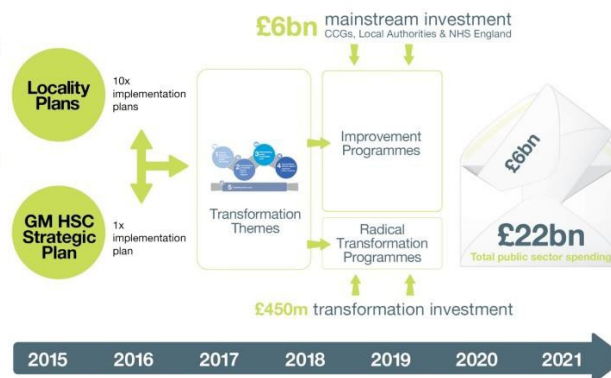 £6bn mainstream investment
CCGs, Local Authorities & NHS England
Locality
Plans
10x
implementation
plans
GM HSC
Strategic
Plan
1x
implementation
plan
Transformation
Themes
Improvement
Programmes
Radical
Transformation
Programmes
£450m transformation investment
£6bn
£22bn
Total public sector spending
2015 2016 2017 2018 2019 2020 2021